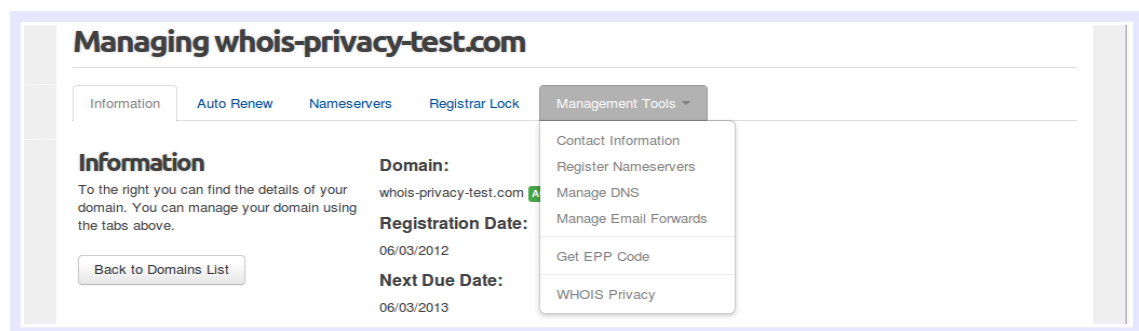 Managing whois-privacy-test.com
Information
Auto Renew
Nameservers
Registrar Lock
Management Tools
Information
To the right you can find the details of your
domain. You can manage your domain using
the tabs above.
Back to Domains List
Domain:
whois-privacy-test.com A
Registration Date:
06/03/2012
Next Due Date:
06/03/2013
Contact Information
Register Nameservers
Manage DNS
Manage Email Forwards
Get EPP Code
WHOIS Privacy